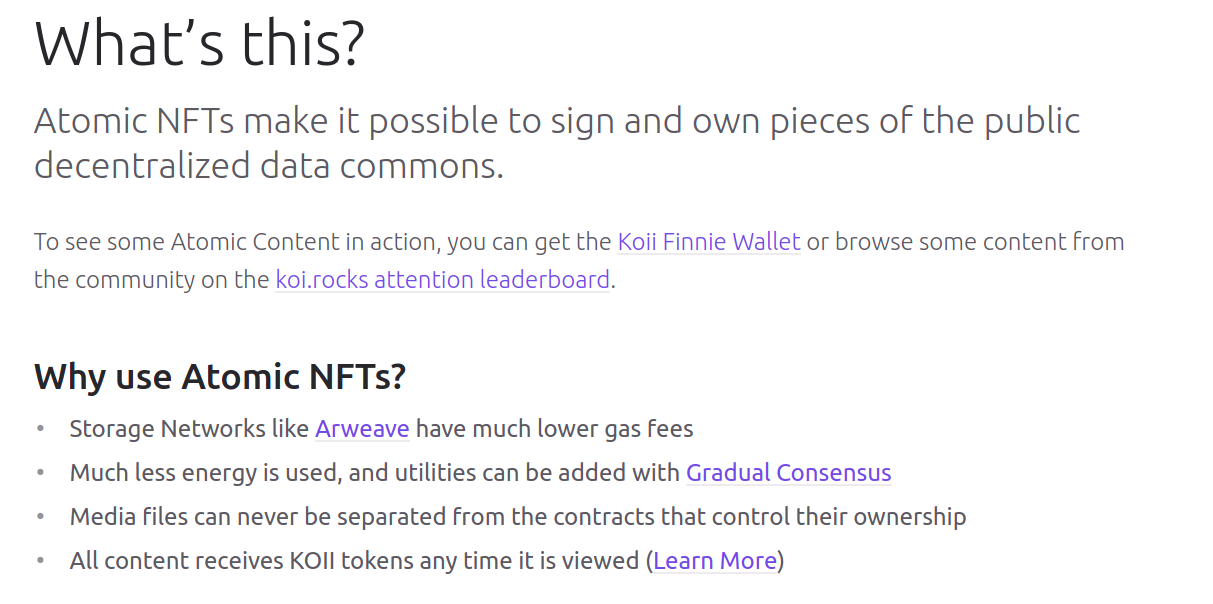 What’s this?
Atomic NFTs make it possible to sign and own pieces of the public
decentralized data commons.
To see some Atomic Content in action, you can get the Koii Finnie Wallet or browse some content from
the community on the koi.rocks attention leaderboard.
Why use Atomic NFTs?
• Storage Networks like Arweave have much lower gas fees
• Much less energy is used, and utilities can be added with Gradual Consensus
• Media files can never be separated from the contracts that control their ownership
• All content receives KOII tokens any time it is viewed (Learn More)